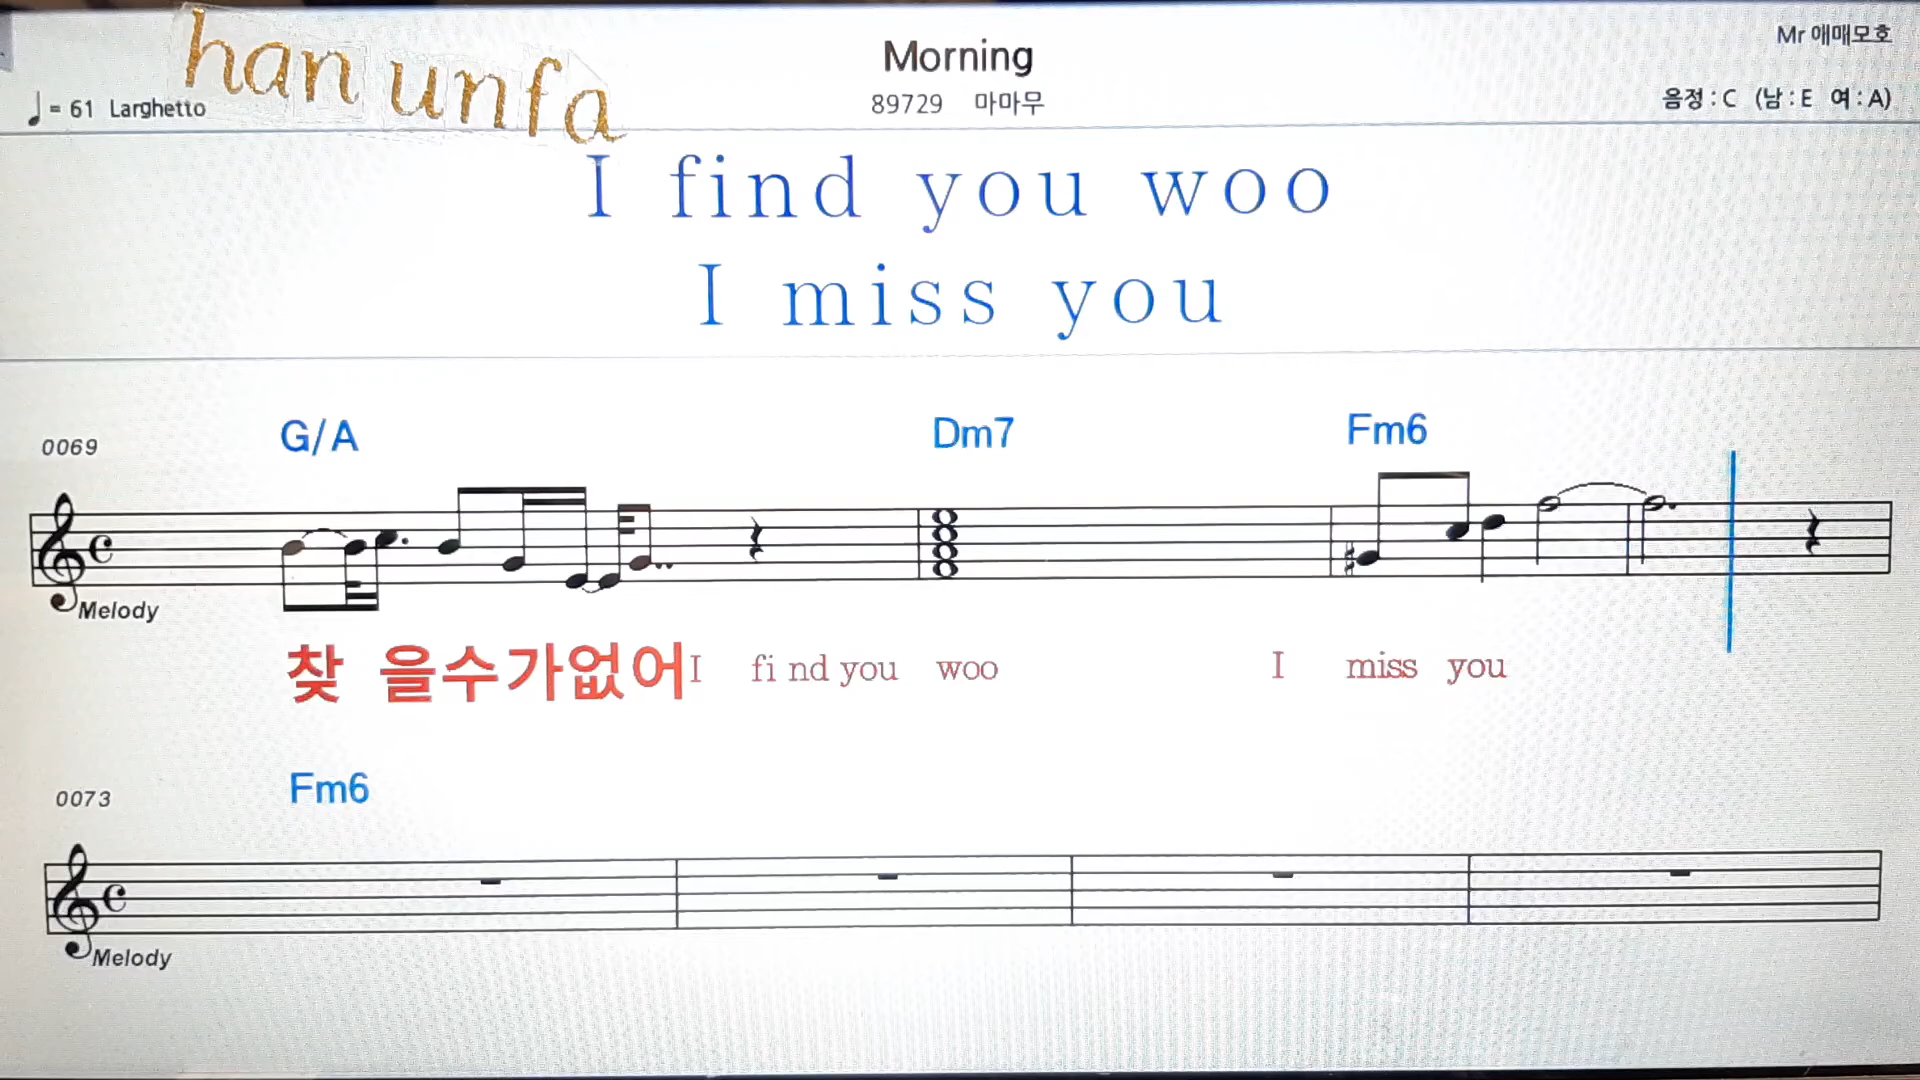 han unfa
Morning
Mr 애매모호
♩= 61 Larghetto
89729 마마무
음정 : C (남 : E 여 : A)
I find you woo
I miss you
0069
G/A Dm7 Fm6
Melody
찾 을수가없어I fi nd you woo I miss you
0073
Fm6
Melody